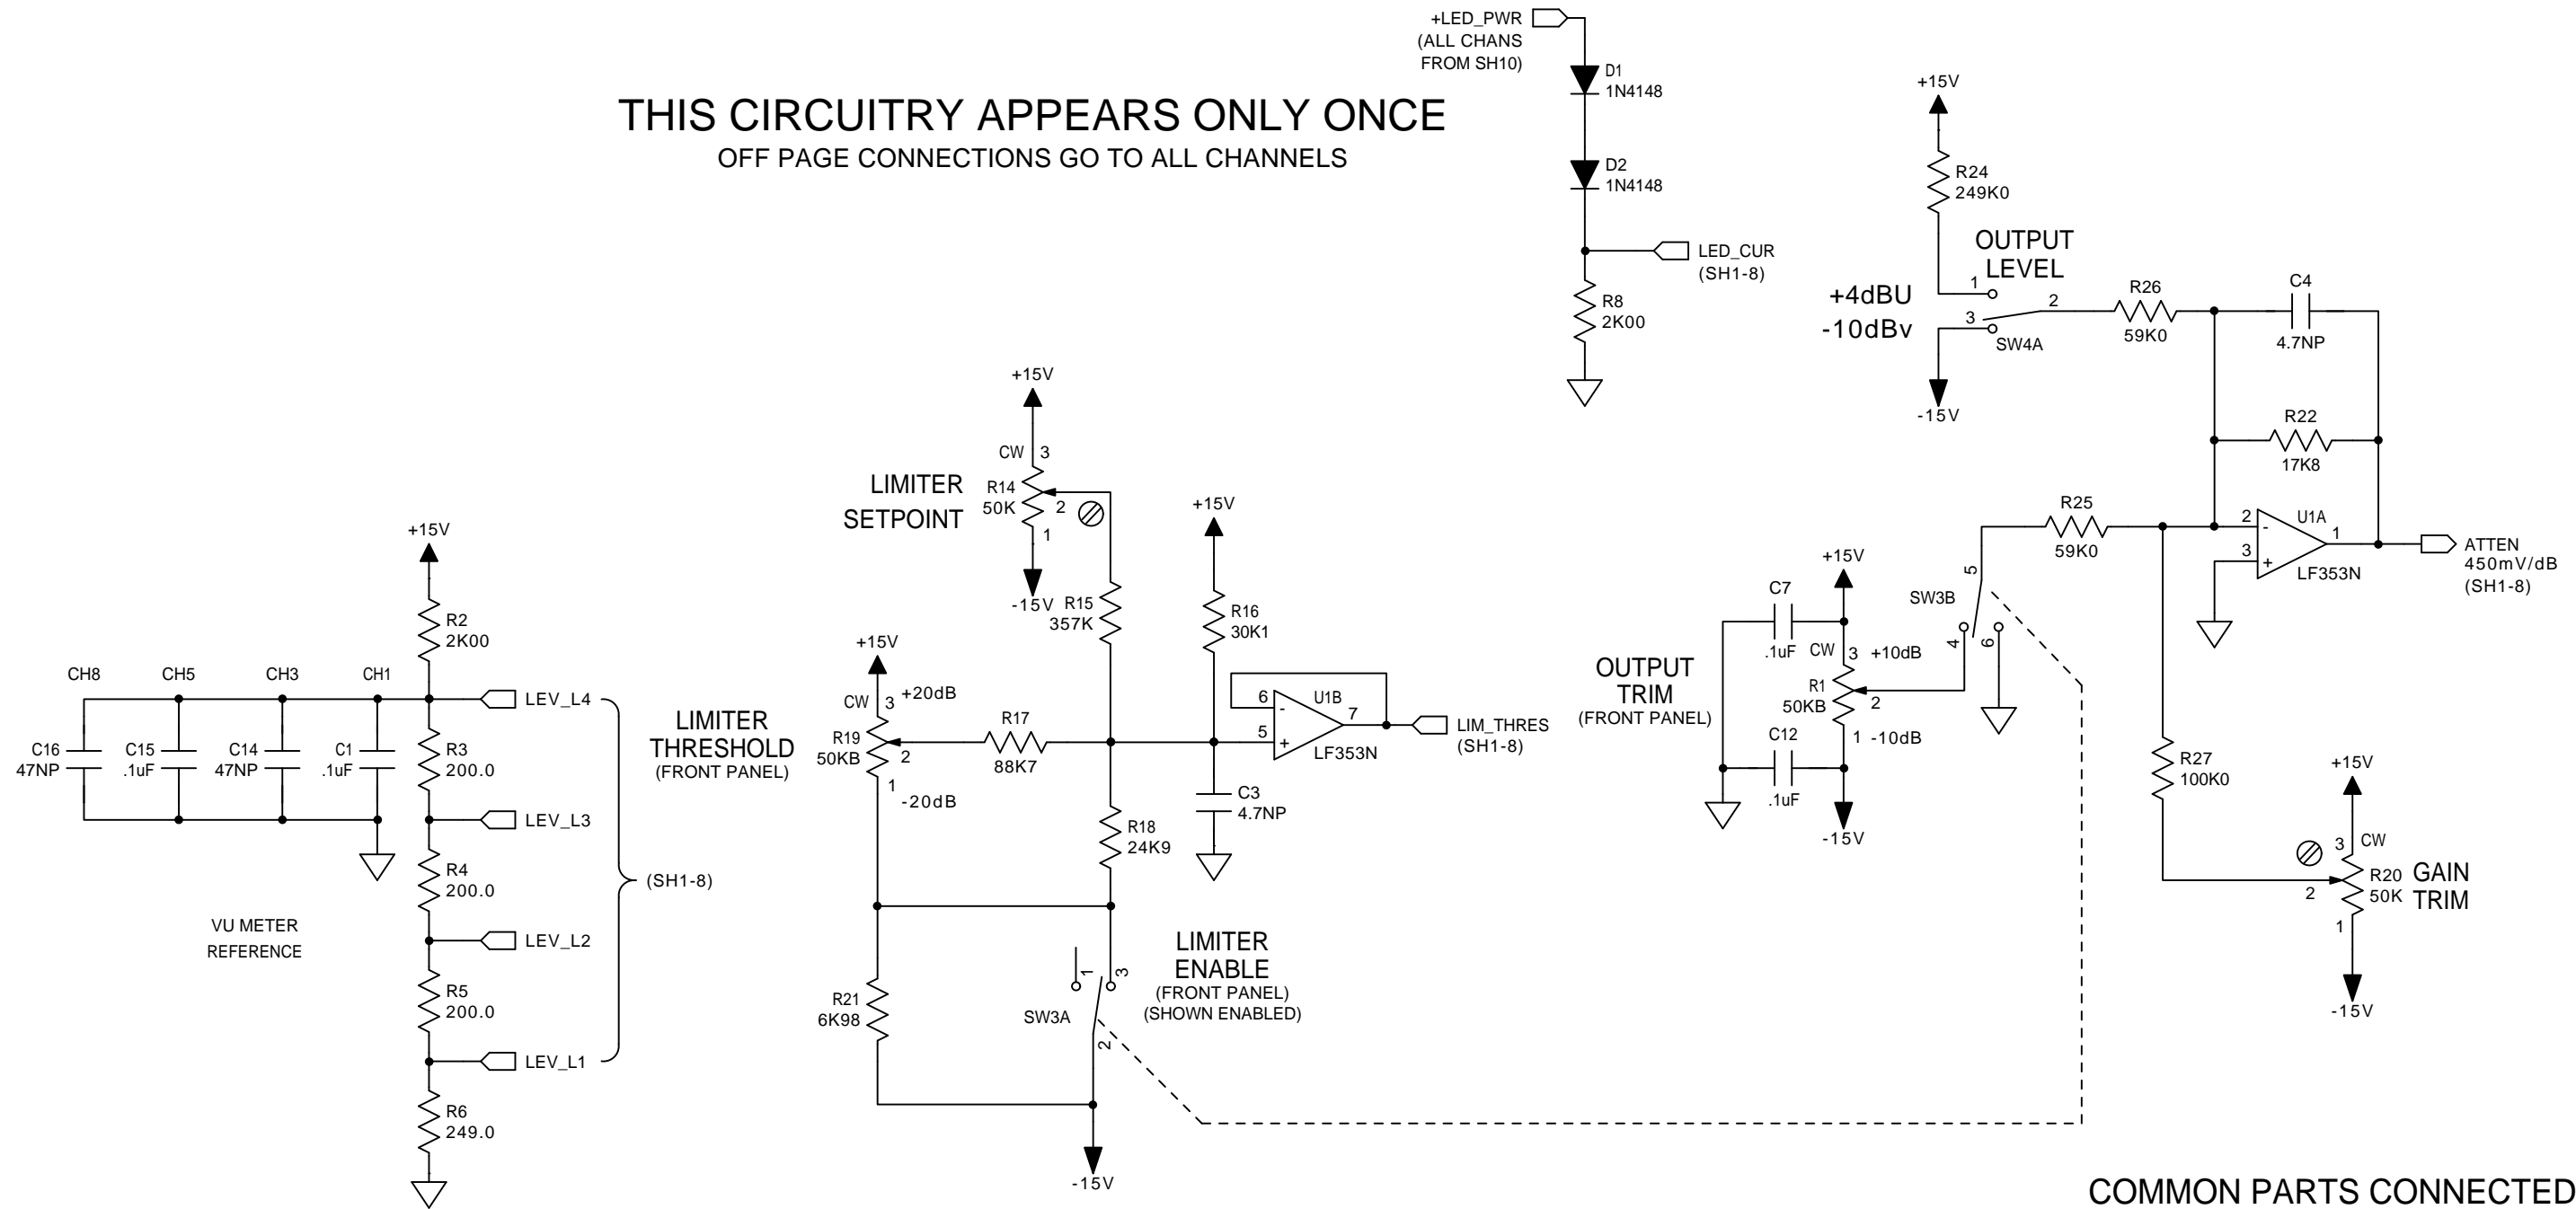 THIS CIRCUITRY APPEARS ONLY ONCE
OFF PAGE CONNECTIONS GO TO ALL CHANNELS
+LED_PWR
(ALL CHANS
FROM SH10)
D1
1N4148
D2
1N4148
LED_CUR
(SH1-8)
R8
2K00
+15V
R24
249K0
OUTPUT
LEVEL
+4dBU
-10dBv
1
2
3
SW4A
-15V
R26
59K0
C4
4.7NP
R22
17K8
R25
59K0
2
-
3
+
U1A
1
LF353N
ATTEN
450mV/dB
(SH1-8)
+15V
CW
3
LIMITER
SETPOINT
R14
50K
2
1
-15V
R15
357K
+15V
R16
30K1
+15V
R2
2K00
CH8
CH5
CH3
CH1
LEV_L4
C16
47NP
C15
.1uF
C14
47NP
C1
.1uF
R3
200.0
LEV_L3
R4
200.0
(SH1-8)
VU METER
REFERENCE
LEV_L2
R5
200.0
LEV_L1
R6
249.0
+15V
CW
3
+20dB
LIMITER
THRESHOLD
(FRONT PANEL)
R19
50KB
2
1
-20dB
R17
88K7
6
-
5
+
U1B
7
LF353N
LIM_THRES
(SH1-8)
C3
4.7NP
R18
24K9
R21
6K98
LIMITER
ENABLE
(FRONT PANEL)
(SHOWN ENABLED)
1
3
SW3A
2
-15V
C7
.1uF
+15V
CW
3
+10dB
OUTPUT
TRIM
(FRONT PANEL)
R1
50KB
2
C12
.1uF
1
-10dB
-15V
SW3B
5
4
6
R27
100K0
+15V
3
CW
R20
50K
2
1
GAIN
TRIM
-15V
COMMON PARTS CONNECTED